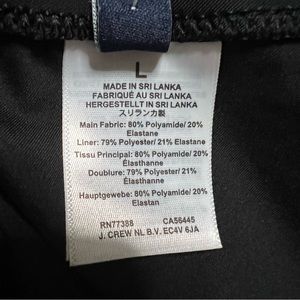 L
MADE IN SRI LANKA
FABRIQUÉ AU SRI LANKA
HERGESTELLT IN SRI LANKA
スリランカ製
Main Fabric: 80% Polyamide/ 20%
Elastane
Liner: 79% Polyester/ 21% Elastane
Tissu Principal: 80% Polyamide/ 20%
Élasthanne
Doublure: 79% Polyester/ 21%
Élasthanne
Hauptgewebe: 80% Polyamide/ 20%
Elastan
RN77388 CA56445
J. CREW NL B.V. EC4V 6JA